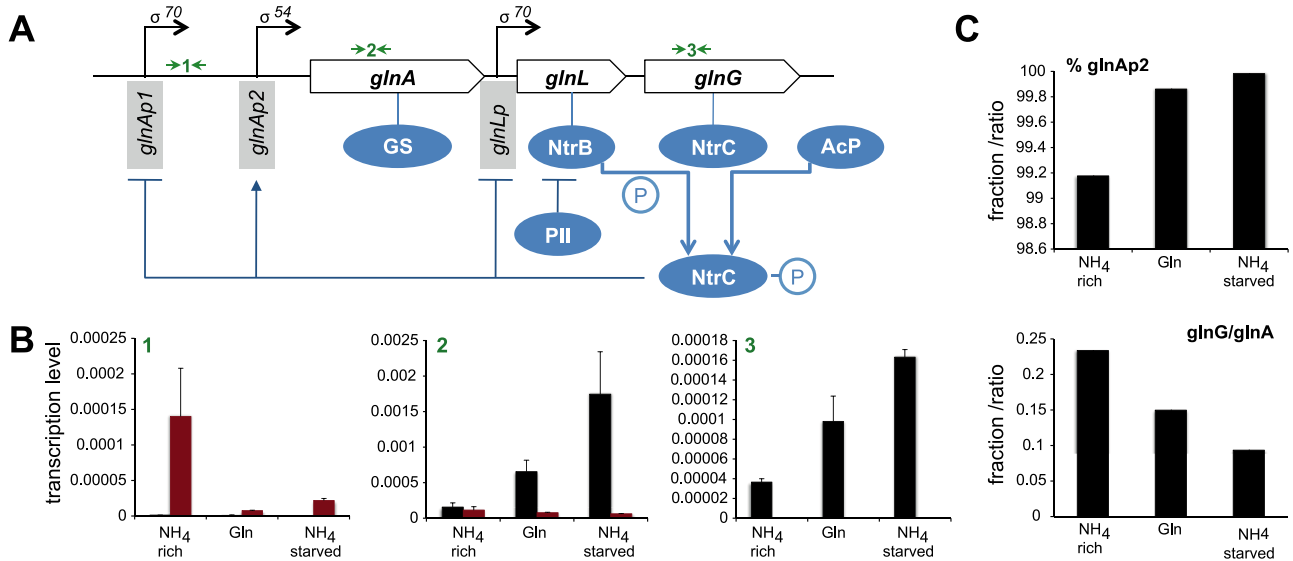 A
σ 70
σ 54
σ 70
1
2
3
glnA
glnL
glnG
glnAp1
glnAp2
glnLp
GS
NtrB
NtrC
AcP
P
PII
NtrC
P
B
transcription level
1
0.00025
0.0002
0.00015
0.0001
0.00005
0
NH4 rich
Gln
NH4 starved
2
0.0025
0.002
0.0015
0.001
0.0005
0
NH4 rich
Gln
NH4 starved
3
0.00018
0.00016
0.00014
0.00012
0.0001
0.00008
0.00006
0.00004
0.00002
0
NH4 rich
Gln
NH4 starved
C
% glnAp2
fraction /ratio
100
99.8
99.6
99.4
99.2
99
98.8
98.6
NH4 rich
Gln
NH4 starved
glnG/glnA
fraction /ratio
0.25
0.2
0.15
0.1
0.05
0
NH4 rich
Gln
NH4 starved